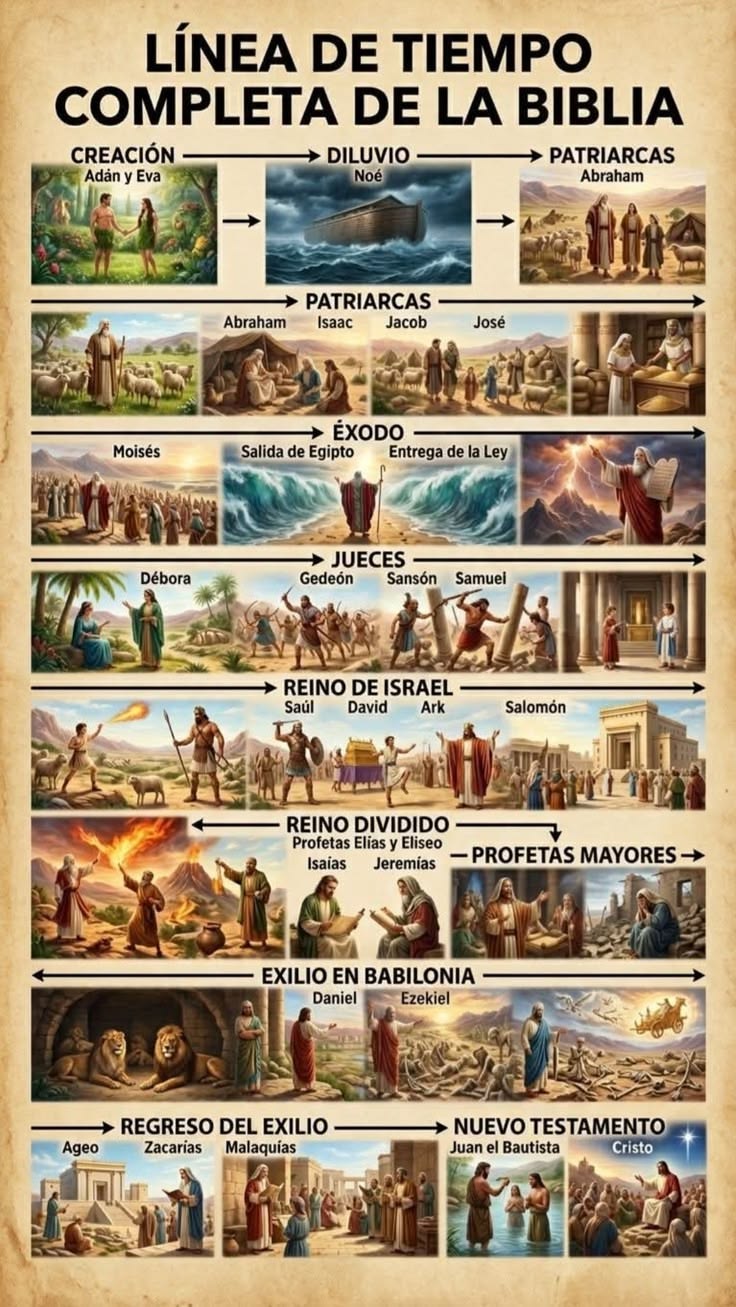 LÍNEA DE TIEMPO
COMPLETA DE LA BIBLIA
CREACIÓN DILUVIO PATRIARCAS
Adán y Eva Noé Abraham
PATRIARCAS
Abraham Isaac Jacob José
ÉXODO
Moisés Salida de Egipto Entrega de la Ley
JUECES
Débora Gedeón Sansón Samuei
REINO DE ISRAEL
Saúl David Ark Salomón
REINO DIVIDIDO
Profetas Elías y Eliseo
Isaías Jeremías
PROFETAS MAYORES
EXILIO EN BABILONIA
Daniel Ezekiel
REGRESO DEL EXILIO NUEVO TESTAMENTO
Ageo Zacarías Malaquías Juan el Bautista Cristo